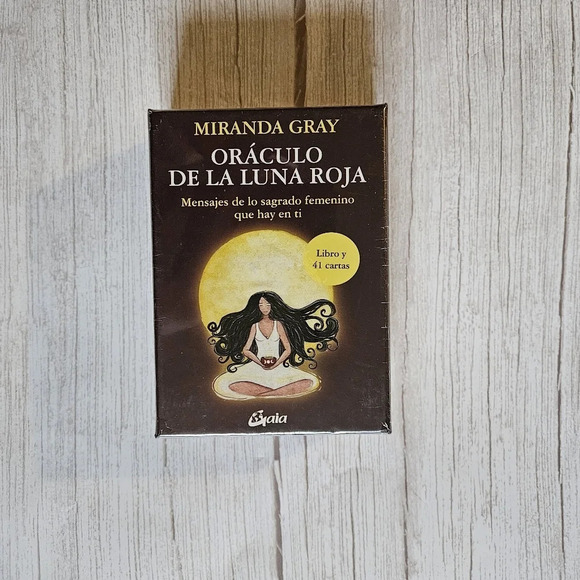 MIRANDA GRAY
ORÁCULO
DE LA LUNA ROJA
Mensajes de lo sagrado femenino
que hay en ti
Libro y
41 cartas
Gaia